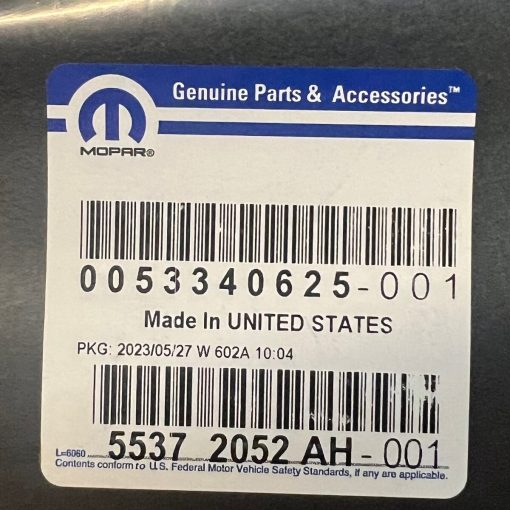 Genuine Parts & Accessories™
MOPAR®
0053340625-001
Made In UNITED STATES
PKG: 2023/05/27 W 602A 10:04
5537 2052 AH-001
L=6060
Contents conform to U.S. Federal Motor Vehicle Safety Standards, If any are applicable.